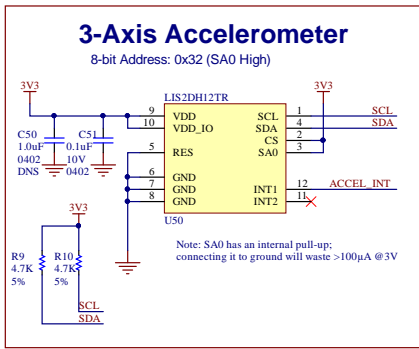 3-Axis Accelerometer
8-bit Address: 0x32 (SA0 High)
3V3
3V3
LIS2DH12TR
9 VDD SCL 1 SCL
10 VDD_IO SDA 4 SDA
CS 2
5 RES SA0 3
6 GND
7 GND INT1 12 ACCEL_INT
8 GND INT2 11
U50
C50
1.0uF
0402
DNS
C51
0.1uF
10V
0402
3V3
R9
4.7K
5%
R10
4.7K
5%
SCL
SDA
Note: SA0 has an internal pull-up;
connecting it to ground will waste >100µA @3V